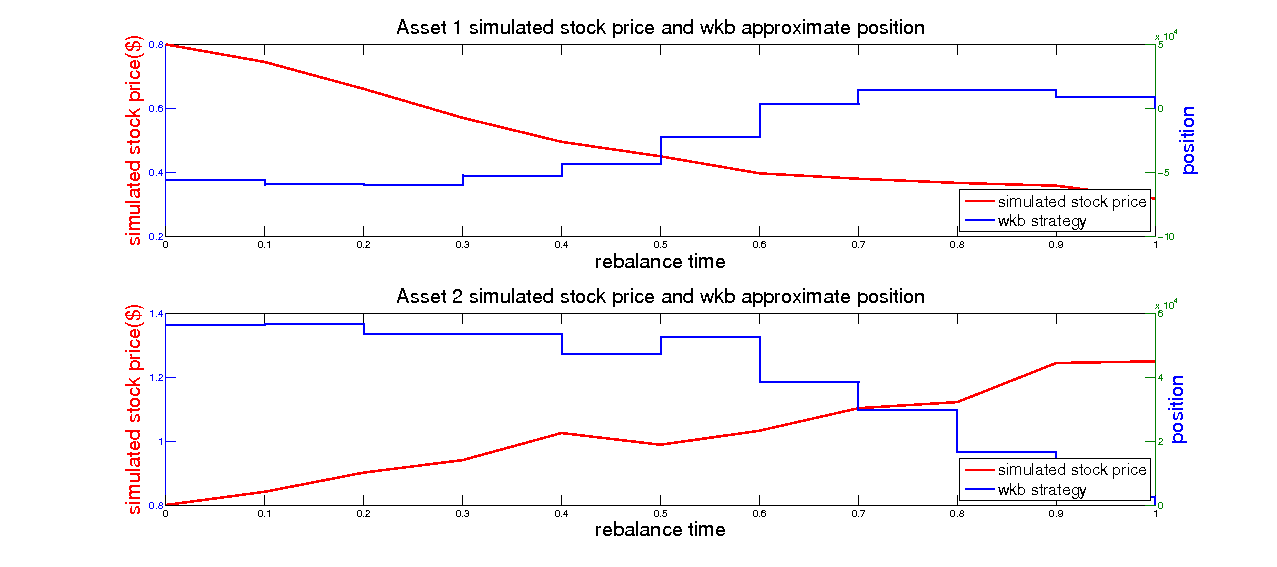 Asset 1 simulated stock price and wkb approximate position
x 10^4
simulated stock price($)
0.8
0.6
0.4
0.2
5
0
−5
−10
position
simulated stock price
wkb strategy
0 0.1 0.2 0.3 0.4 0.5 0.6 0.7 0.8 0.9 1
rebalance time
Asset 2 simulated stock price and wkb approximate position
x 10^4
simulated stock price($)
1.4
1.2
1
0.8
6
4
2
0
position
simulated stock price
wkb strategy
0 0.1 0.2 0.3 0.4 0.5 0.6 0.7 0.8 0.9 1
rebalance time